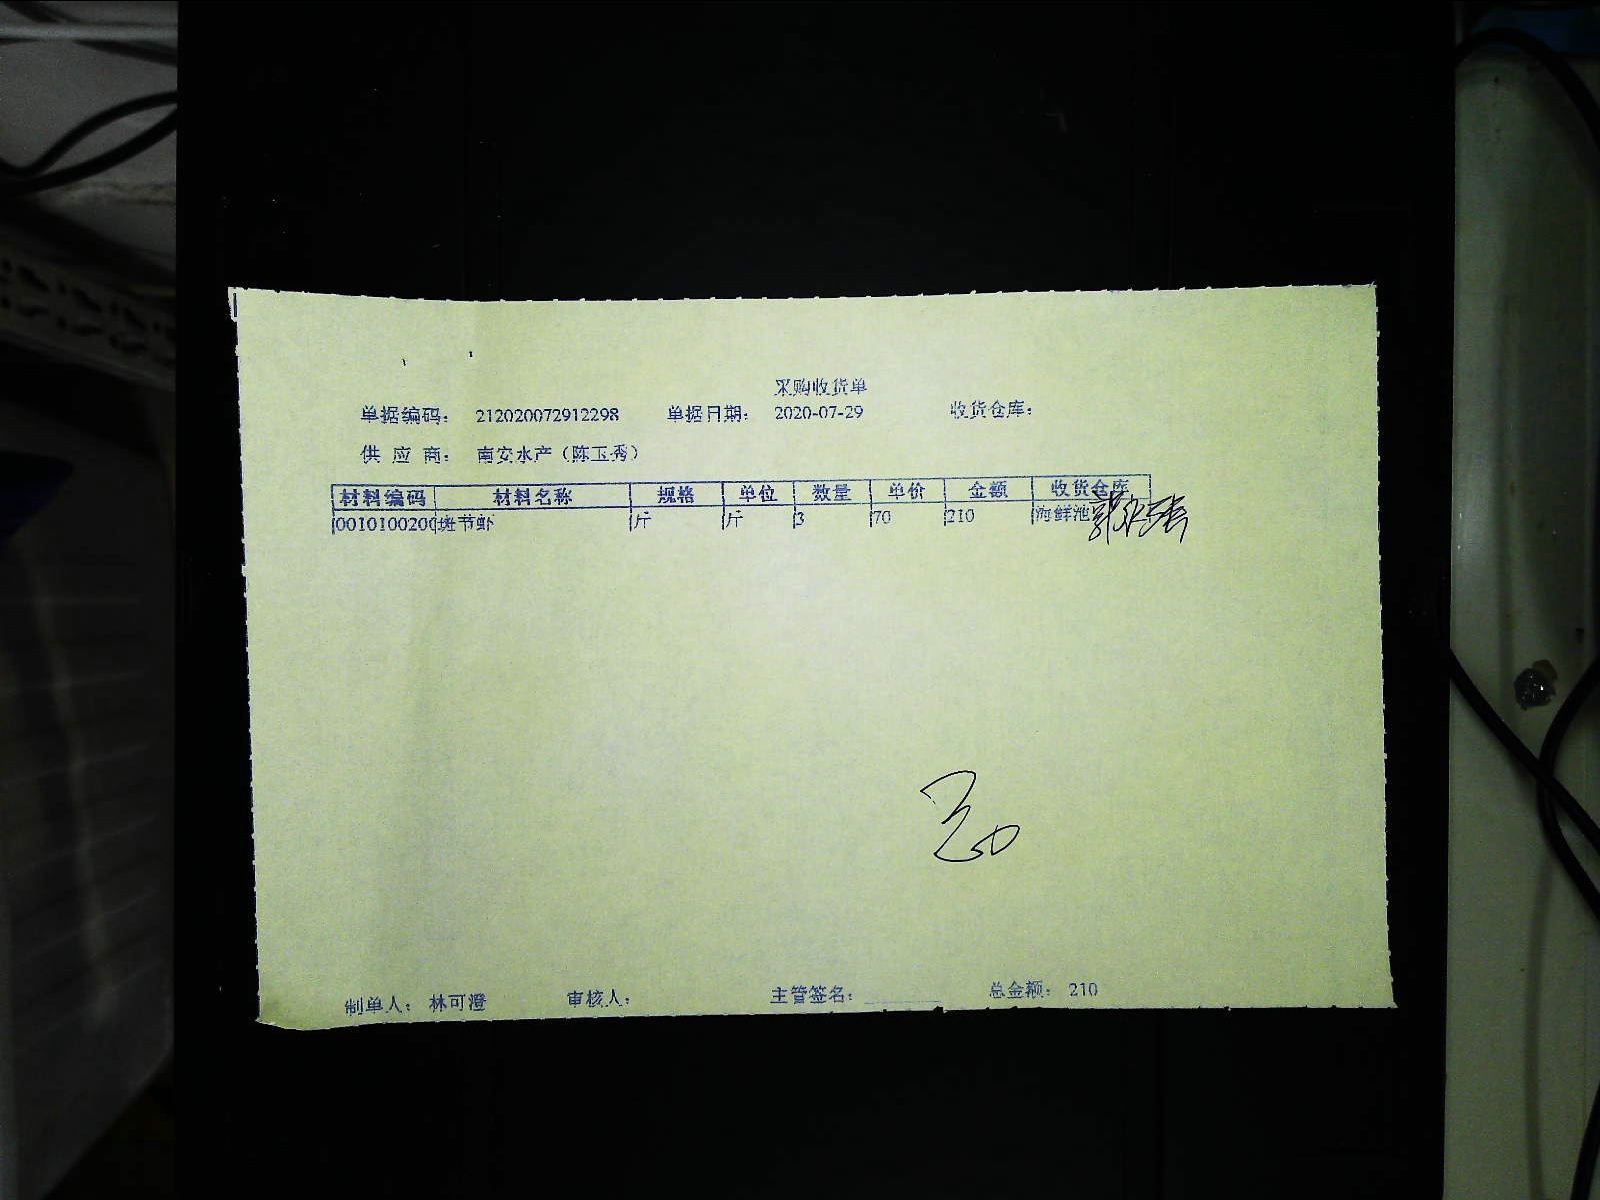 采购收货单
单据编码: 212020072912298 单据日期: 2020-07-29 收货仓库:
供 应 商: 南安水产（陈玉秀）
材料编码 材料名称 规格 单位 数量 单价 金额 收货仓库
0010100200 斑节虾 斤 斤 3 70 210 海鲜池
制单人: 林可澄 审核人: 主管签名: 总金额: 210